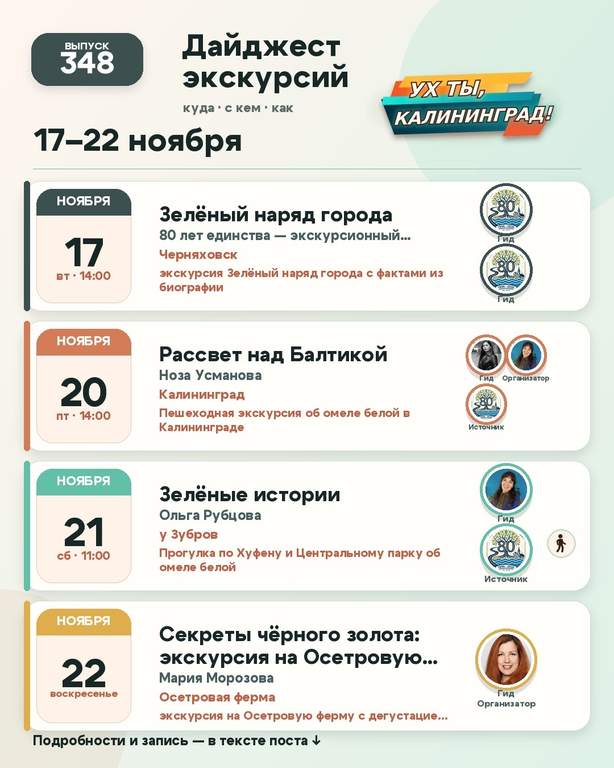 ВЫПУСК
348
Дайджест
экскурсий
куда · с кем · как
17–22 ноября
УХ ТЫ,
КАЛИНИНГРАД!
НОЯБРЯ
17
вт · 14:00
Зелёный наряд города
80 лет единства — экскурсионный…
Черняховск
экскурсия Зелёный наряд города с фактами из
биографии
80
Гид
80
Гид
НОЯБРЯ
20
пт · 14:00
Рассвет над Балтикой
Ноза Усманова
Калининград
Пешеходная экскурсия об омеле белой в
Калининграде
Гид
Организатор
80
Источник
НОЯБРЯ
21
сб · 11:00
Зелёные истории
Ольга Рубцова
у Зубров
Прогулка по Хуфену и Центральному парку об
омеле белой
Гид
80
Источник
НОЯБРЯ
22
воскресенье
Секреты чёрного золота:
экскурсия на Осетровую…
Мария Морозова
Осетровая ферма
экскурсия на Осетровую ферму с дегустацие…
Гид
Организатор
Подробности и запись — в тексте поста ↓